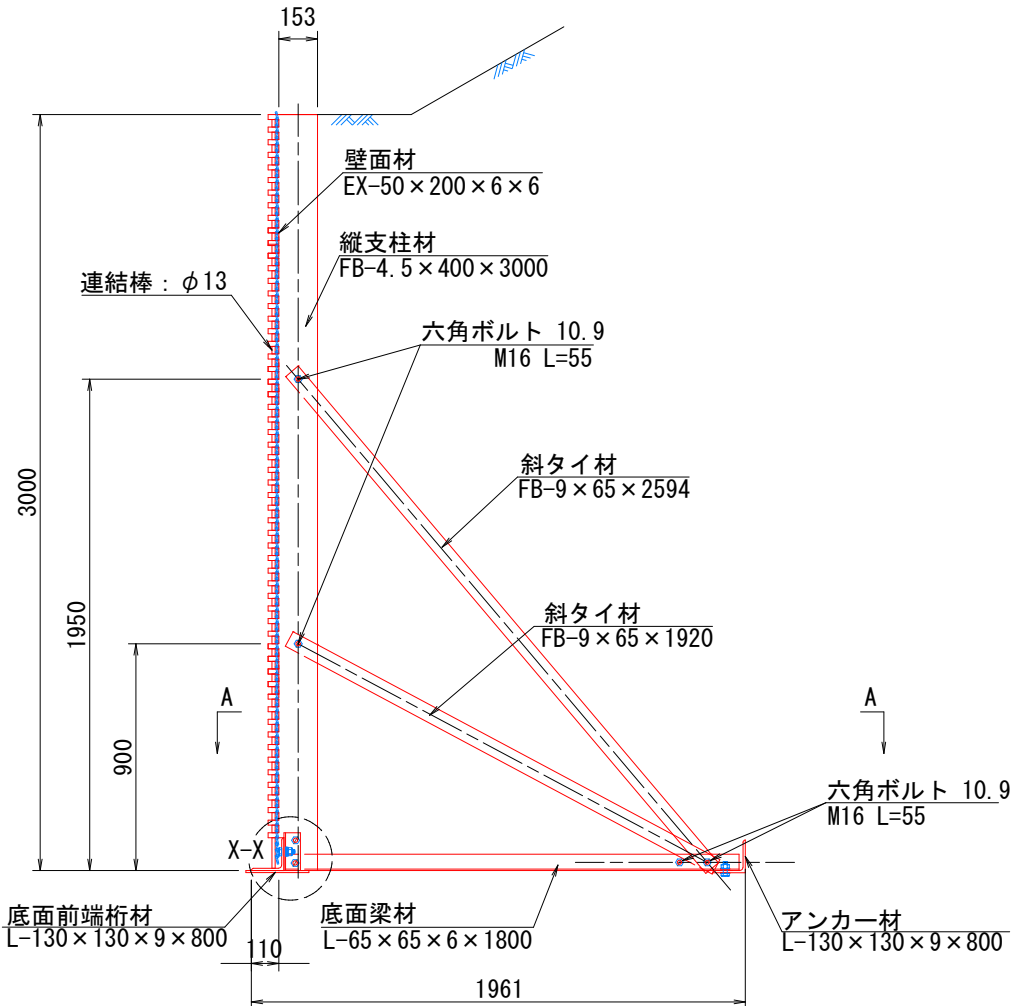 153
壁面材
EX-50×200×6×6
縦支柱材
FB-4.5×400×3000
連結棒：φ13
六角ボルト 10.9
M16 L=55
3000
斜タイ材
FB-9×65×2594
1950
斜タイ材
FB-9×65×1920
A
A
900
六角ボルト 10.9
M16 L=55
X-X
底面前端桁材
L-130×130×9×800
底面梁材
L-65×65×6×1800
アンカー材
L-130×130×9×800
110
1961